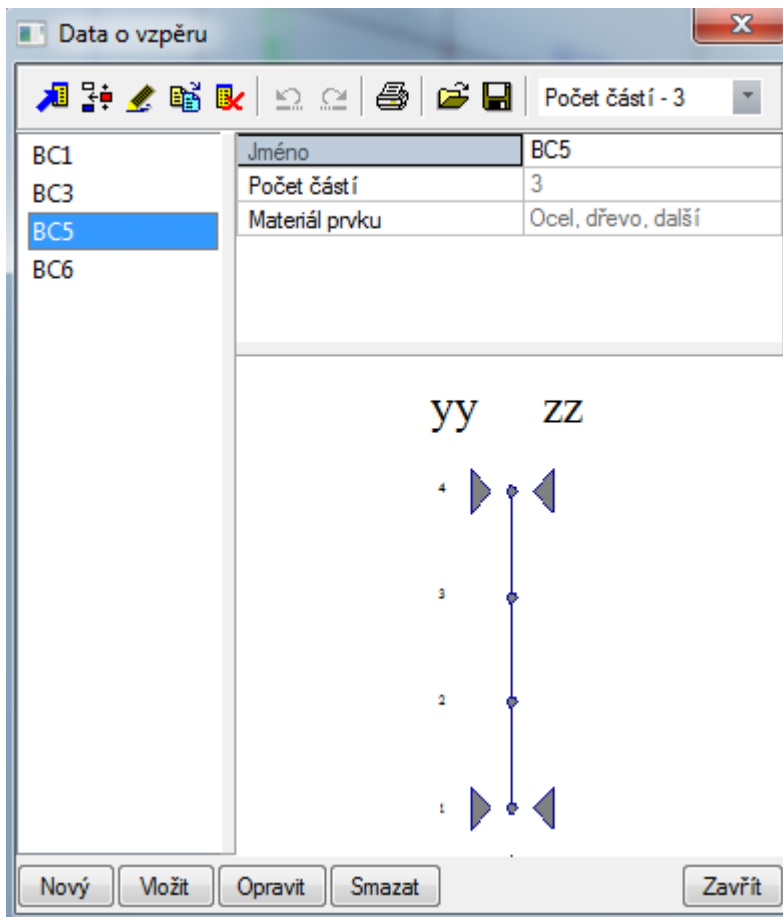 Data o vzpěru
Počet částí - 3
BC1
BC3
BC5
BC6
Jméno BC5
Počet částí 3
Materiál prvku Ocel, dřevo, další
yy zz
4
3
2
1
Nový Vložit Opravit Smazat Zavřít